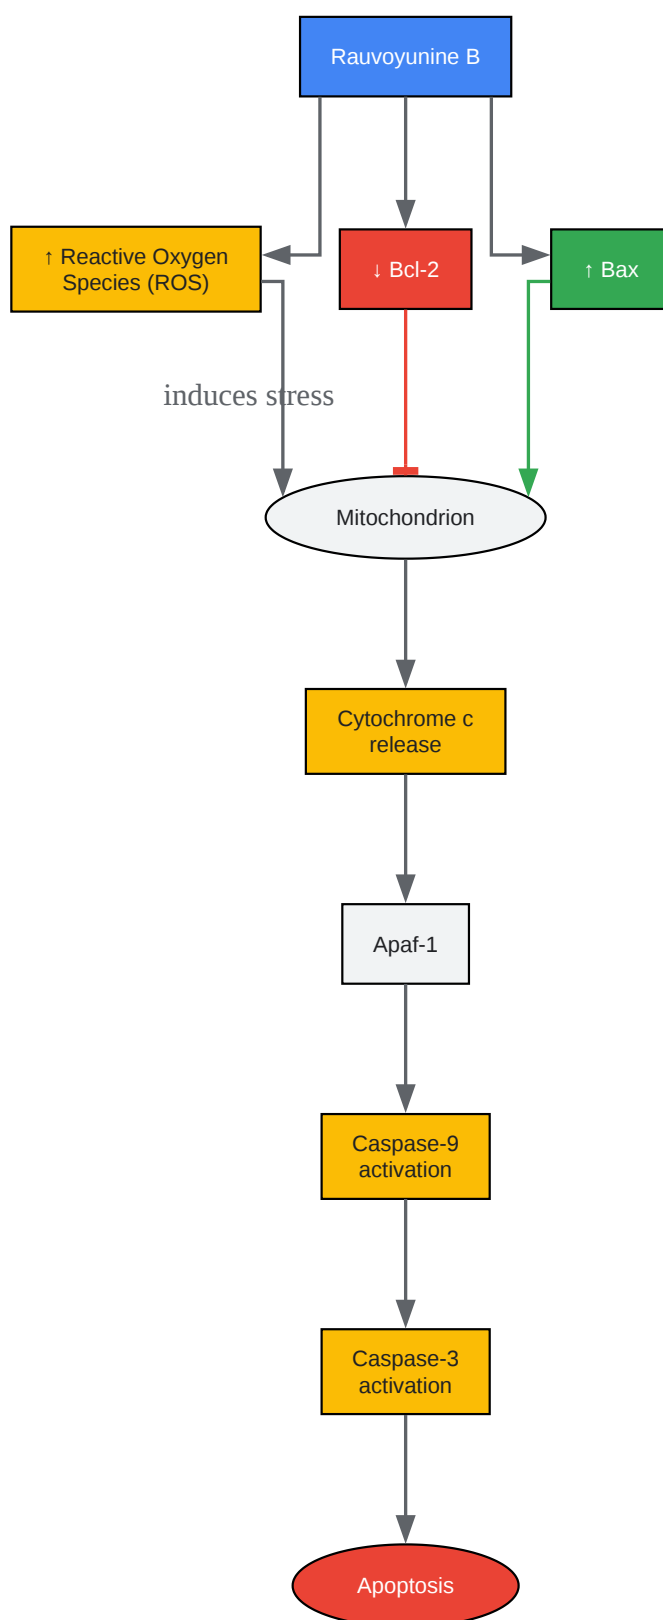 Rauvoyunine B
↑ Reactive Oxygen
Species (ROS)
↓ Bcl-2
↑ Bax
induces stress
Mitochondrion
Cytochrome c
release
Apaf-1
Caspase-9
activation
Caspase-3
activation
Apoptosis